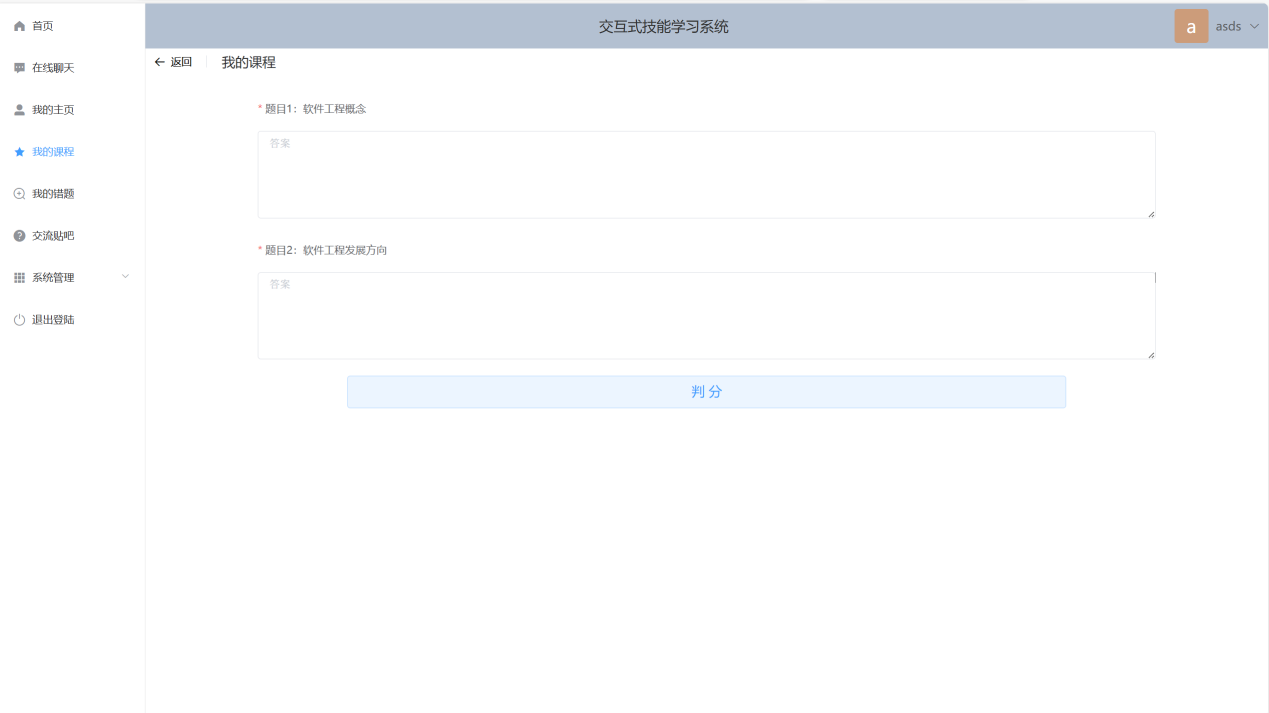 交互式技能学习系统
a
asds
首页
在线聊天
我的主页
我的课程
我的错题
交流贴吧
系统管理
退出登陆
返回
我的课程
* 题目1：软件工程概念
答案
* 题目2：软件工程发展方向
答案
判 分